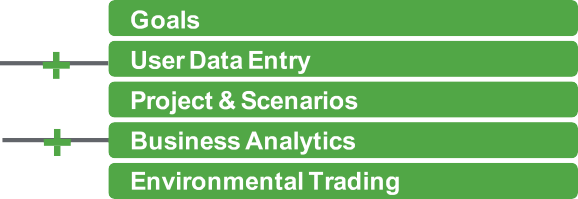 Goals
User Data Entry
Project & Scenarios
Business Analytics
Environmental Trading